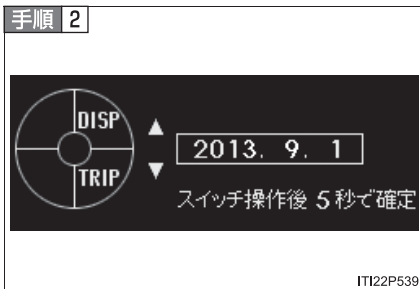 手順 2
DISP
TRIP
▲
▼
2013. 9. 1
スイッチ操作後 5 秒で確定
ITI22P539